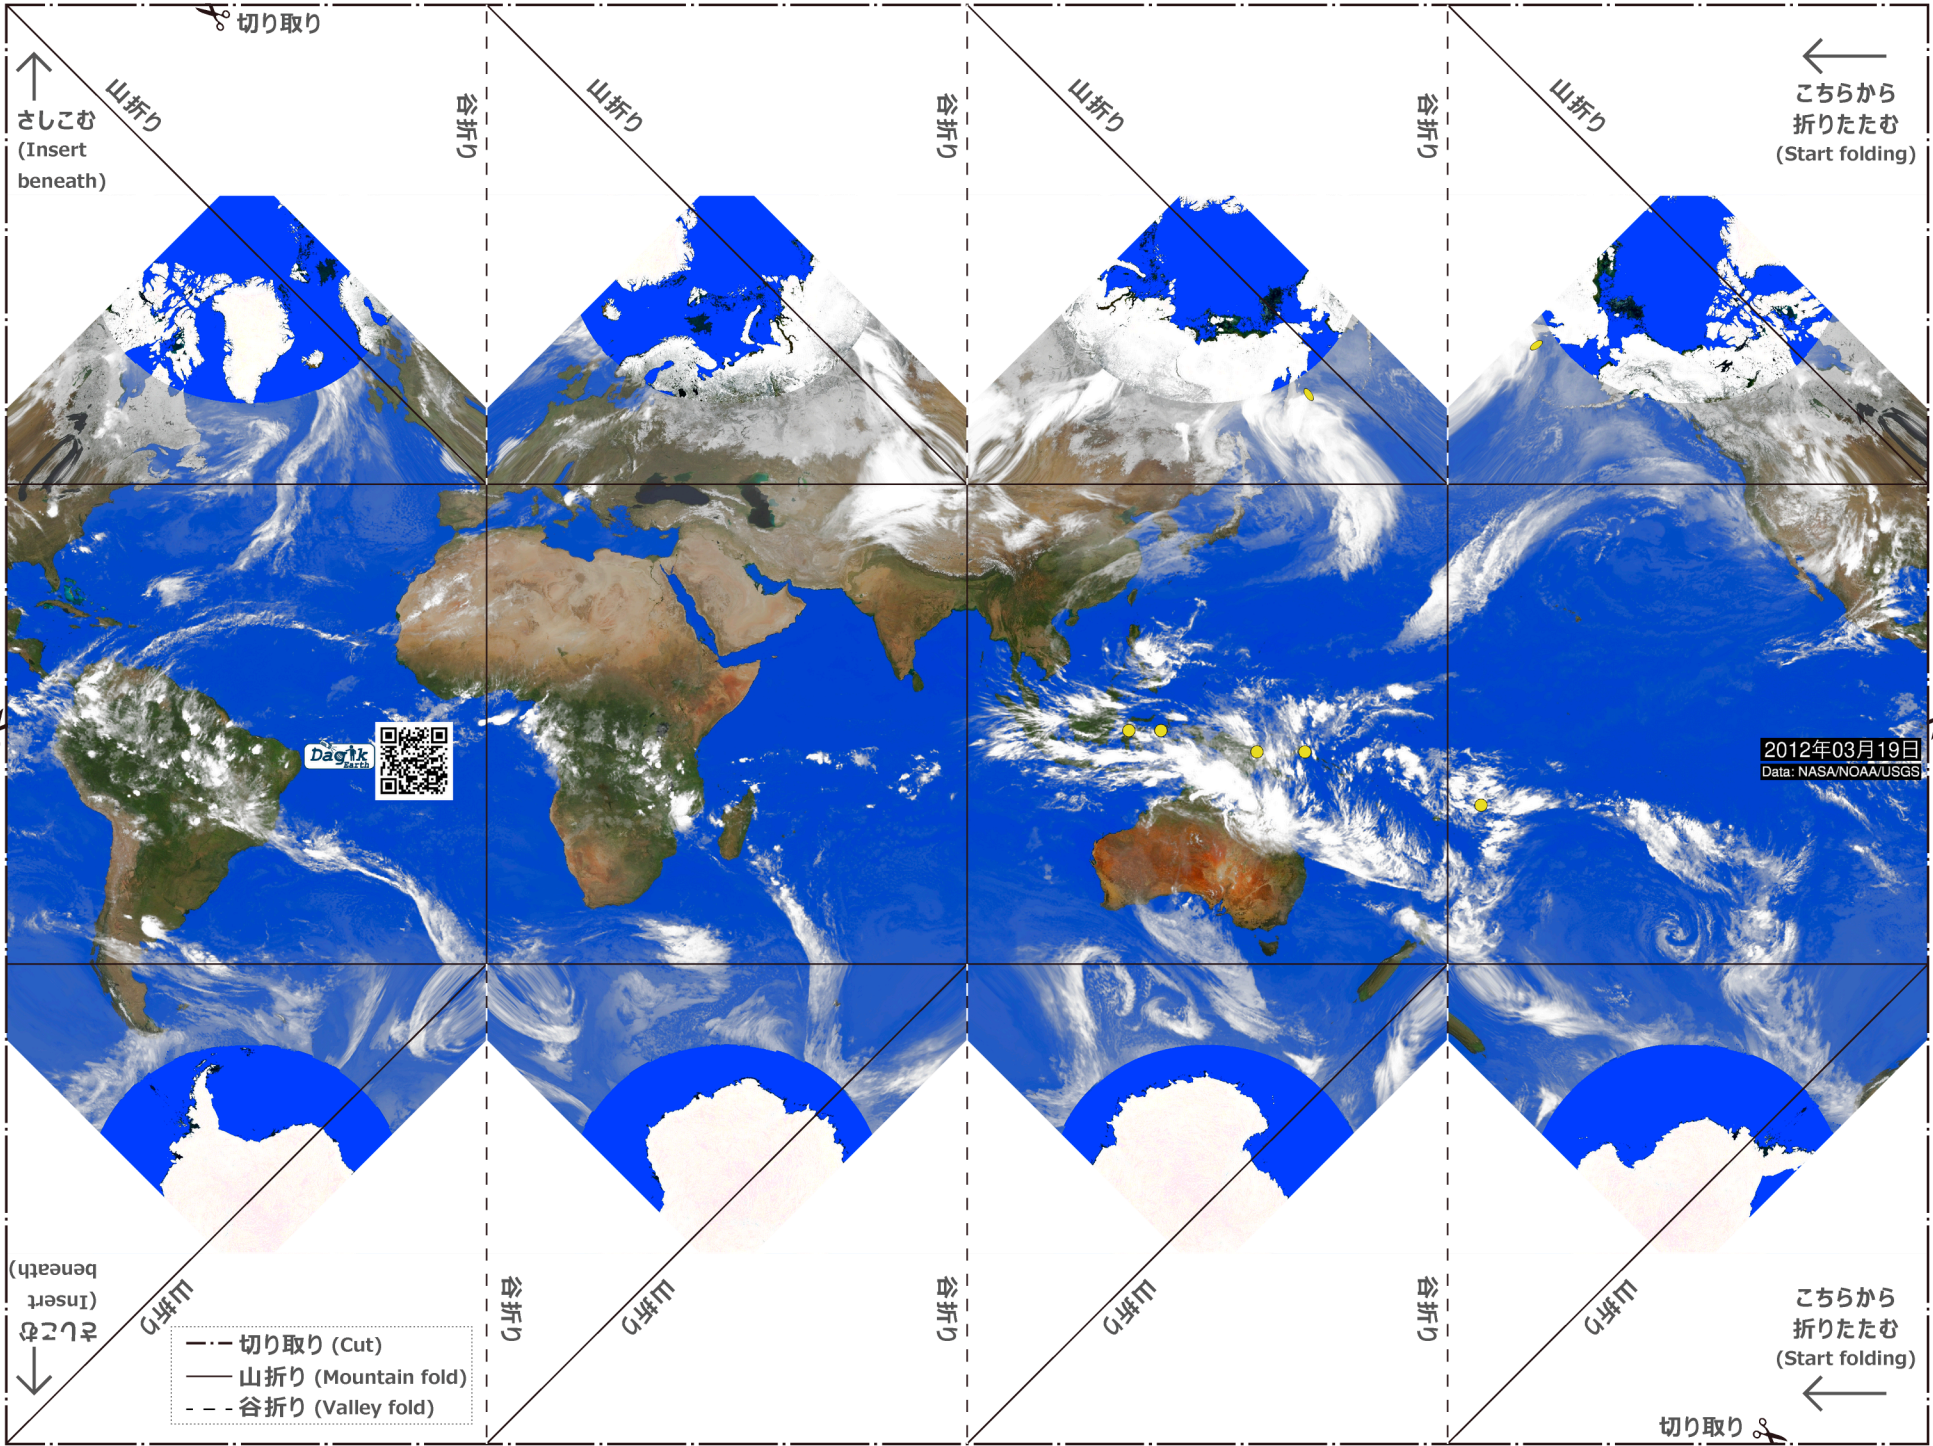 切り取り
山折り
谷折り
山折り
谷折り
山折り
谷折り
山折り
こちらから
折りたたむ
(Start folding)
さしこむ
(Insert
beneath)
Dagik
Earth
2012年03月19日
Data: NASA/NOAA/USGS
さしこむ
(Insert
beneath)
山折り
谷折り
山折り
谷折り
山折り
谷折り
山折り
こちらから
折りたたむ
(Start folding)
切り取り (Cut)
山折り (Mountain fold)
谷折り (Valley fold)
切り取り